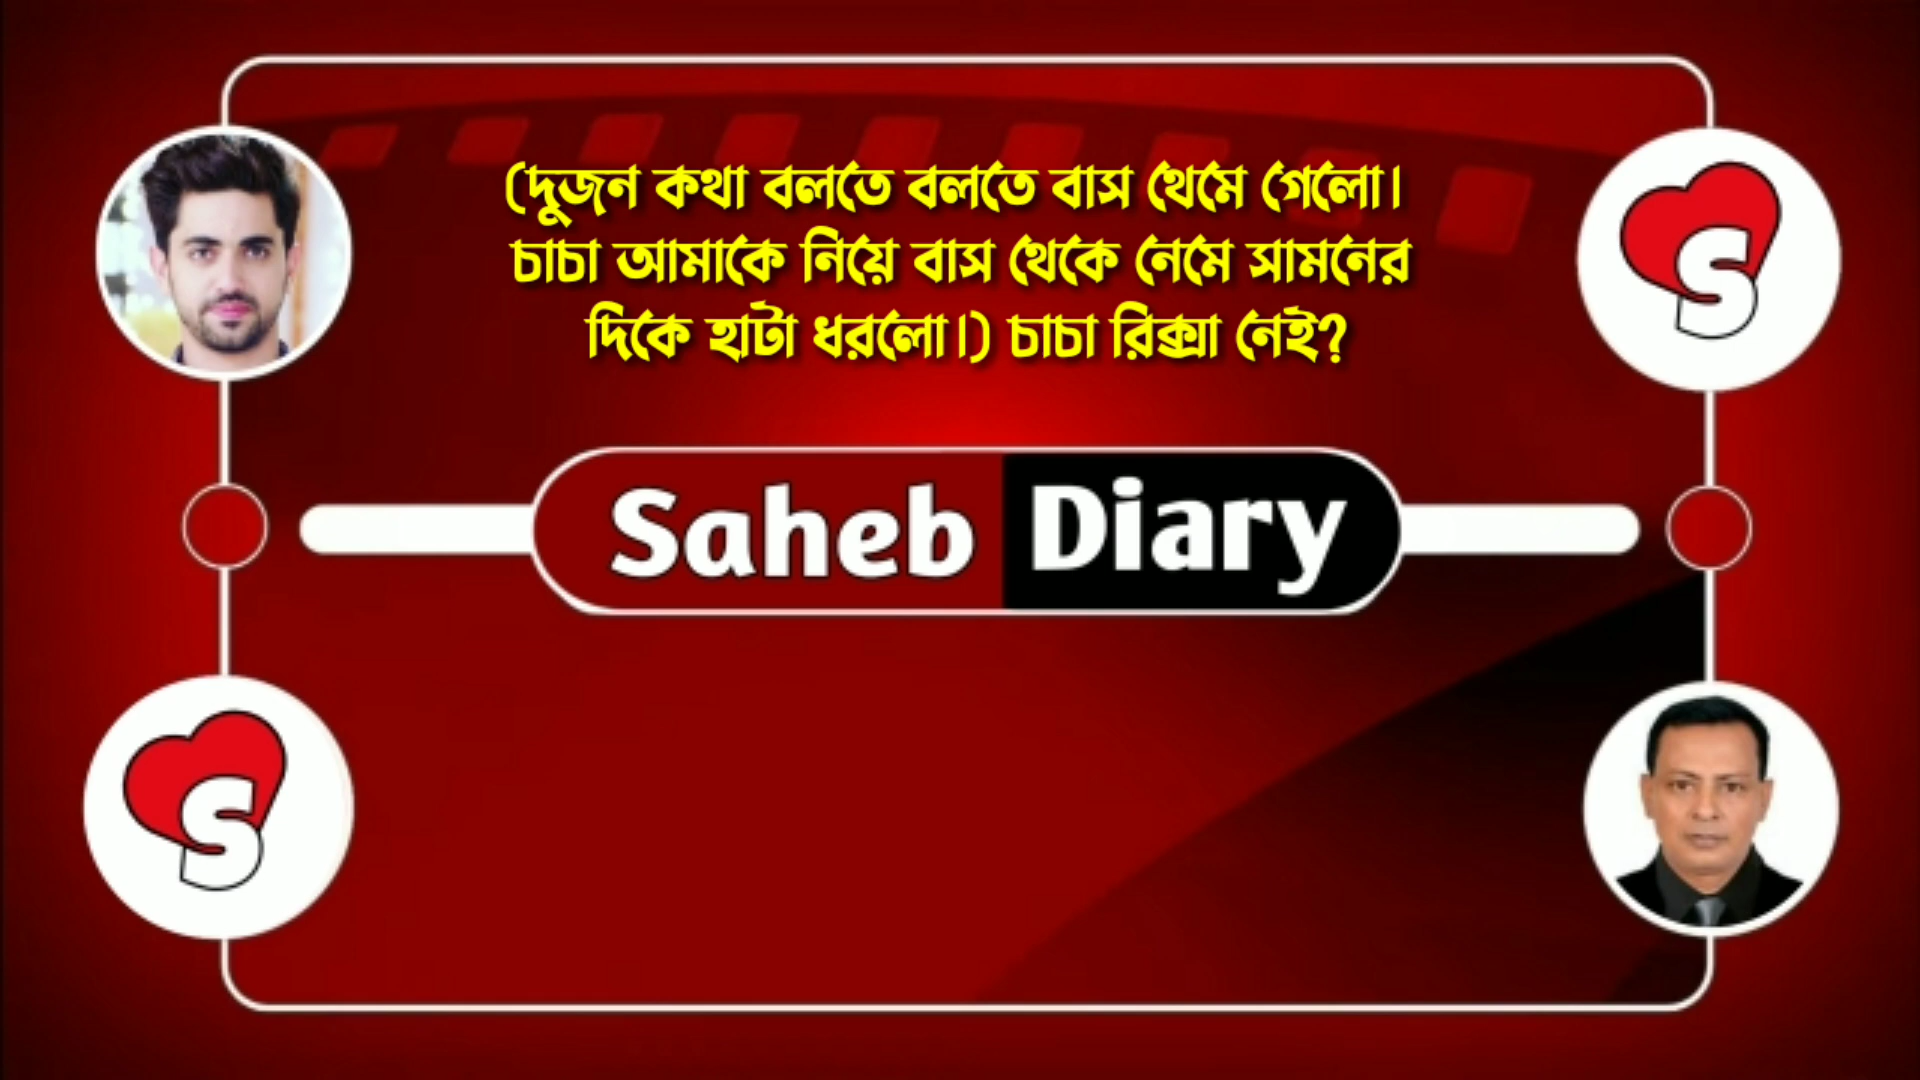 (দুজন কথা বলতে বলতে বাস থেমে গেলো।
চাচা আমাকে নিয়ে বাস থেকে নেমে সামনের
দিকে হাটা ধরলো।) চাচা রিক্সা নেই?
S
Saheb Diary
S